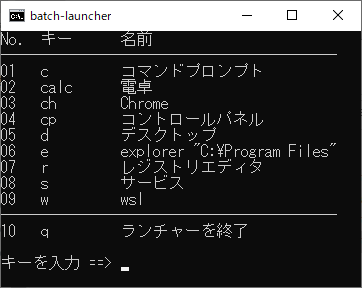 batch-launcher
No. キー 名前
01 c コマンドプロンプト
02 calc 電卓
03 ch Chrome
04 cp コントロールパネル
05 d デスクトップ
06 e explorer "C:¥Program Files"
07 r レジストリエディタ
08 s サービス
09 w wsl
10 q ランチャーを終了
キーを入力 ==>